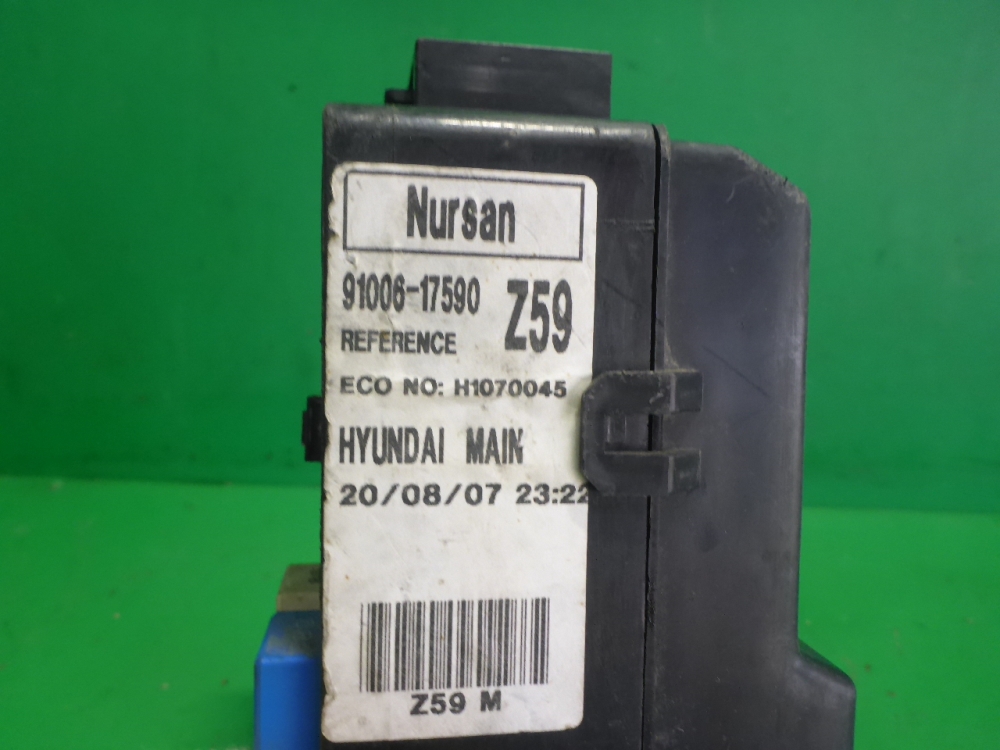 Nursan
91006-17590 Z59
REFERENCE
ECO NO: H1070045
HYUNDAI MAIN
20/08/07 23:22
Z59 M